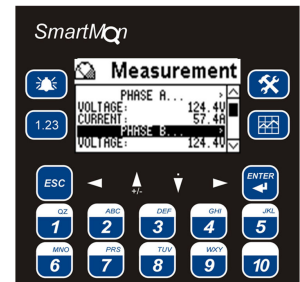 SmartMon
Measurement
PHASE A... >
VOLTAGE: 124.4V
CURRENT: 57.4A
PHASE B... >
VOLTAGE: 124.4V
1.23
ESC
+/-
ENTER
QZ
1
ABC
2
DEF
3
GHI
4
JKL
5
MNO
6
PRS
7
TUV
8
WXY
9
10